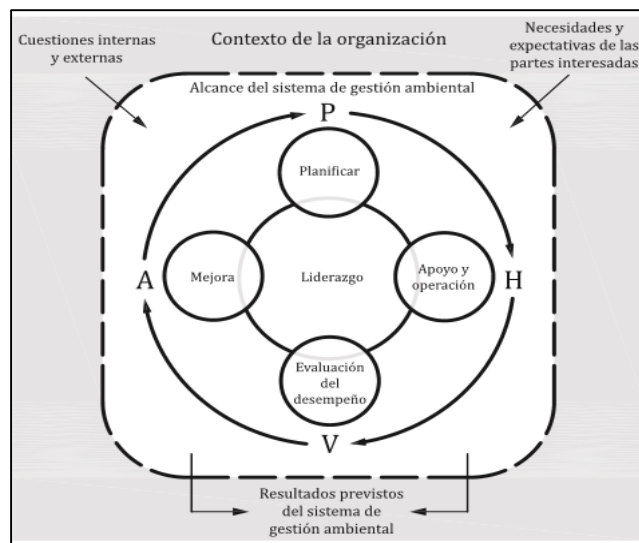 Cuestiones internas
y externas
Contexto de la organización
Necesidades y
expectativas de las
partes interesadas
Alcance del sistema de gestión ambiental
P
Planificar
A
Mejora
Liderazgo
Apoyo y
operación
H
Evaluación
del
desempeño
V
Resultados previstos
del sistema de
gestión ambiental